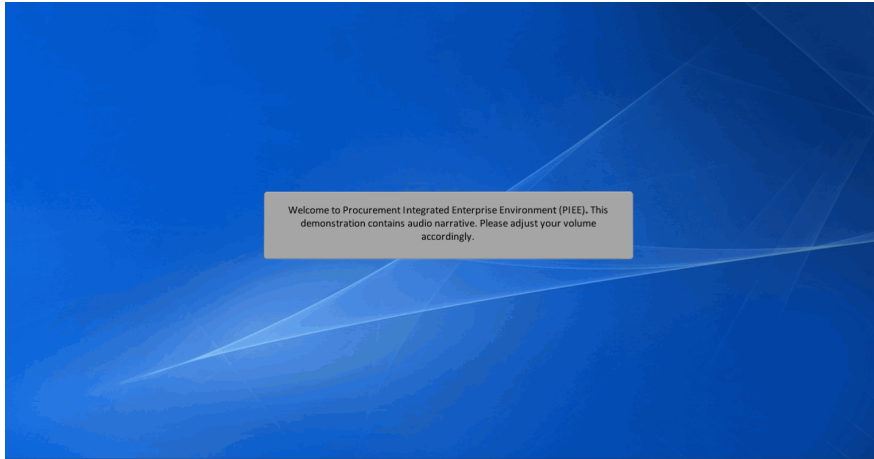 Welcome to Procurement Integrated Enterprise Environment (PIEE). This
demonstration contains audio narrative. Please adjust your volume
accordingly.